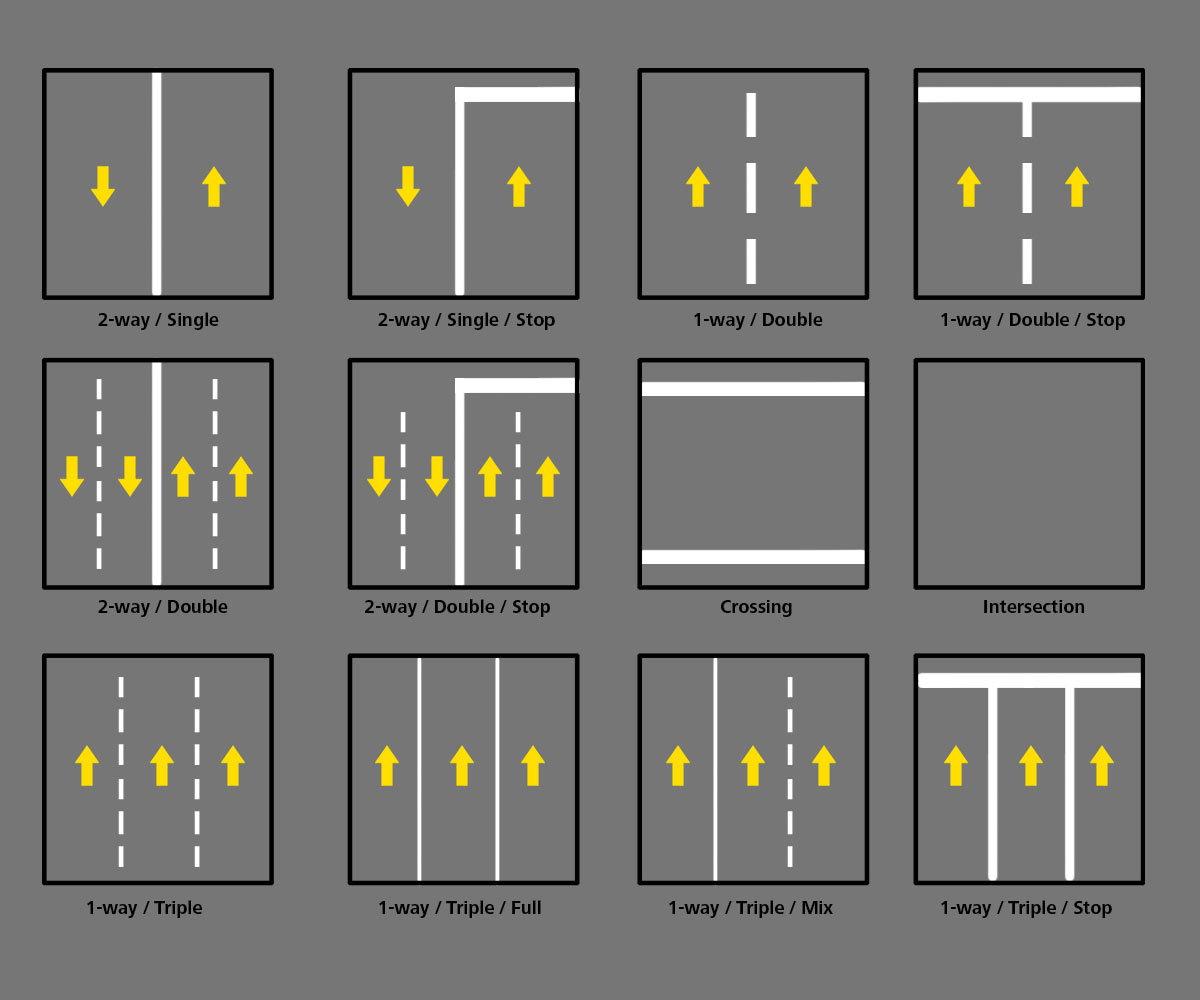 2-way / Single
2-way / Single / Stop
1-way / Double
1-way / Double / Stop
2-way / Double
2-way / Double / Stop
Crossing
Intersection
1-way / Triple
1-way / Triple / Full
1-way / Triple / Mix
1-way / Triple / Stop